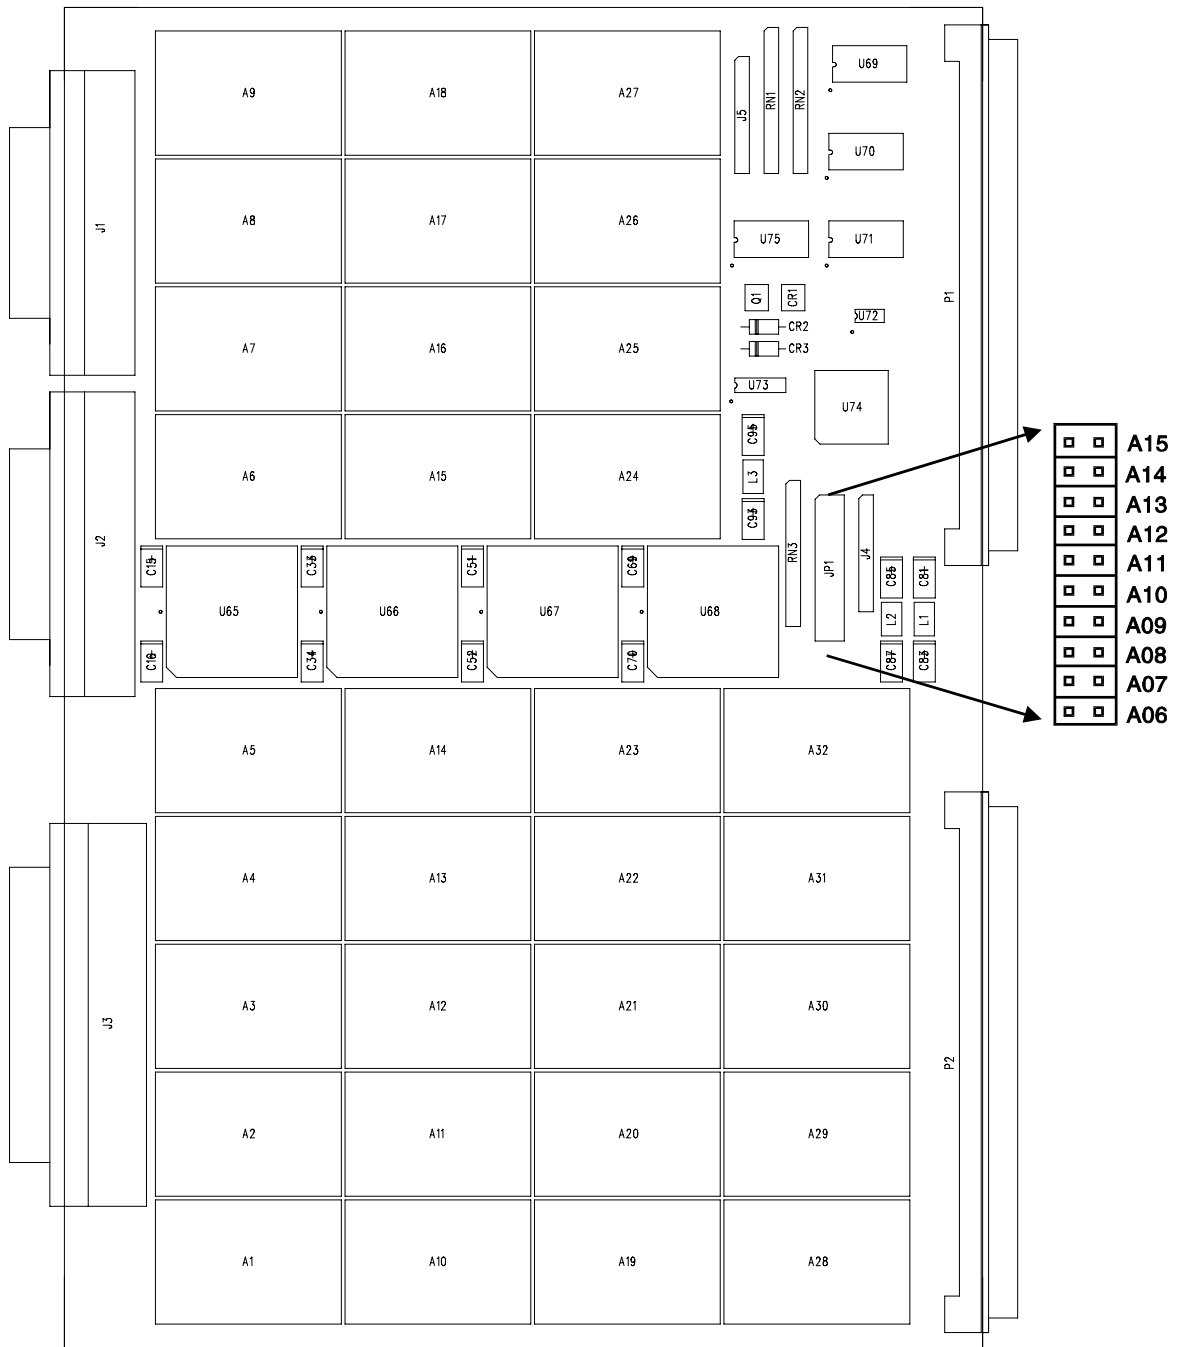 A9 A18 A27
J5 RN1 RN2
U69
U70
J1
A8 A17 A26
U75 U71
P1
Q1 CR1
U72
CR2
CR3
A7 A16 A25
U73
U74
J2
A6 A15 A24
C95
L3
C93
RN3 JP1 J4
A15
A14
A13
A12
A11
A10
A09
A08
A07
A06
C15 C33 C51 C69
C85 C81
U65 U66 U67 U68
L2 L1
C16 C34 C52 C70
C87 C83
A5 A14 A23 A32
A4 A13 A22 A31
J3
A3 A12 A21 A30
P2
A2 A11 A20 A29
A1 A10 A19 A28